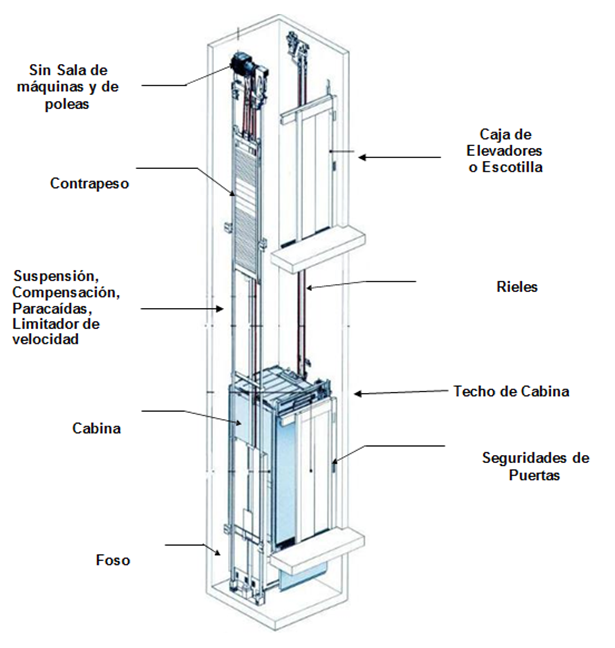 Sin Sala de
máquinas y de
poleas
Contrapeso
Suspensión,
Compensación,
Paracaídas,
Limitador de
velocidad
Cabina
Foso
Caja de
Elevadores
o Escotilla
Rieles
Techo de Cabina
Seguridades de
Puertas